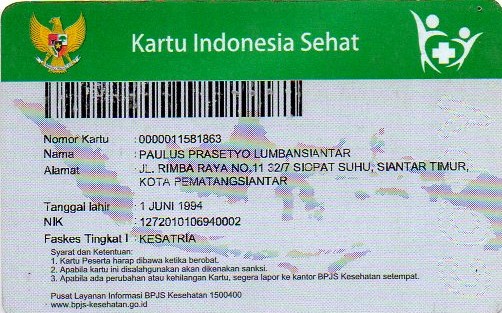 Kartu Indonesia Sehat
Nomor Kartu : 0000011581863
Nama : PAULUS PRASETYO LUMBANSIANTAR
Alamat : JL. RIMBA RAYA NO.11 32/7 SIOPAT SUHU, SIANTAR TIMUR,
KOTA PEMATANGSIANTAR
Tanggal lahir : 1 JUNI 1994
NIK : 1272010106940002
Faskes Tingkat I : KESATRIA
Syarat dan Ketentuan:
1. Kartu Peserta harap dibawa ketika berobat.
2. Apabila kartu ini disalahgunakan akan dikenakan sanksi.
3. Apabila ada perubahan atau kehilangan Kartu, segera lapor ke kantor BPJS Kesehatan setempat.
Pusat Layanan Informasi BPJS Kesehatan 1500400
www.bpjs-kesehatan.go.id